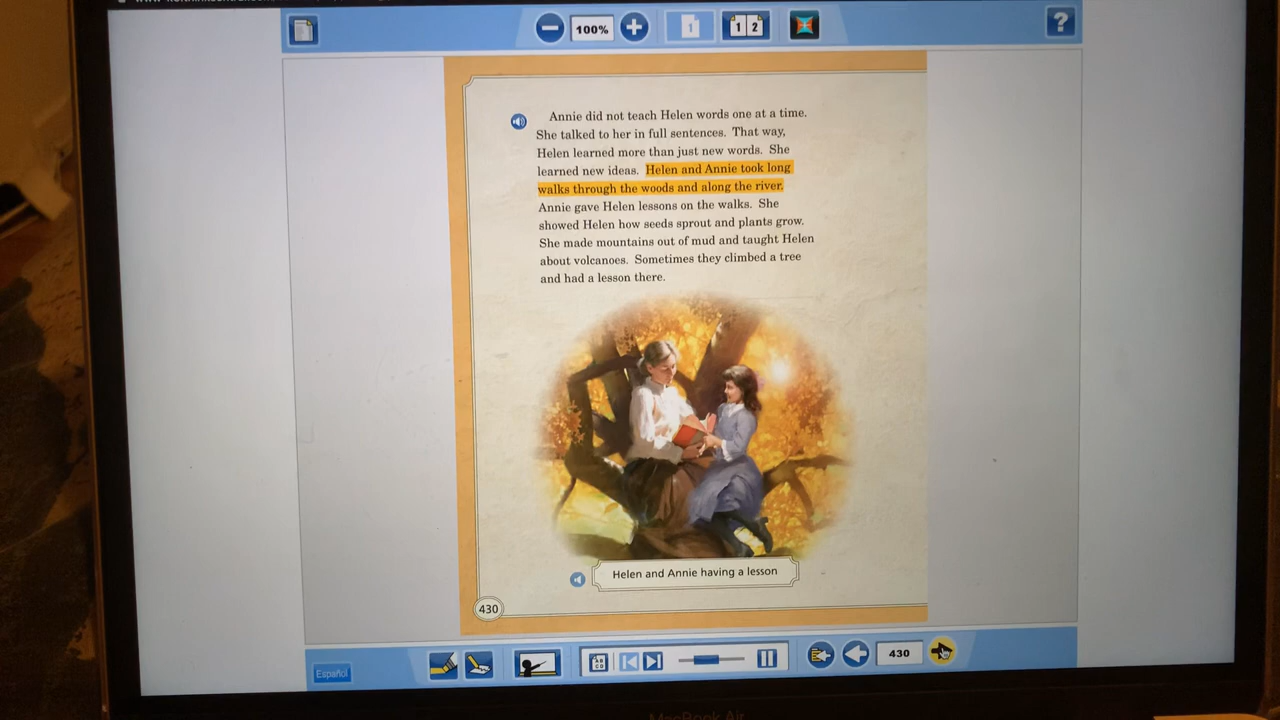 100%
1
1 2
?
Annie did not teach Helen words one at a time.
She talked to her in full sentences. That way,
Helen learned more than just new words. She
learned new ideas. Helen and Annie took long
walks through the woods and along the river.
Annie gave Helen lessons on the walks. She
showed Helen how seeds sprout and plants grow.
She made mountains out of mud and taught Helen
about volcanoes. Sometimes they climbed a tree
and had a lesson there.
Helen and Annie having a lesson
430
Español
430
MacBook Air